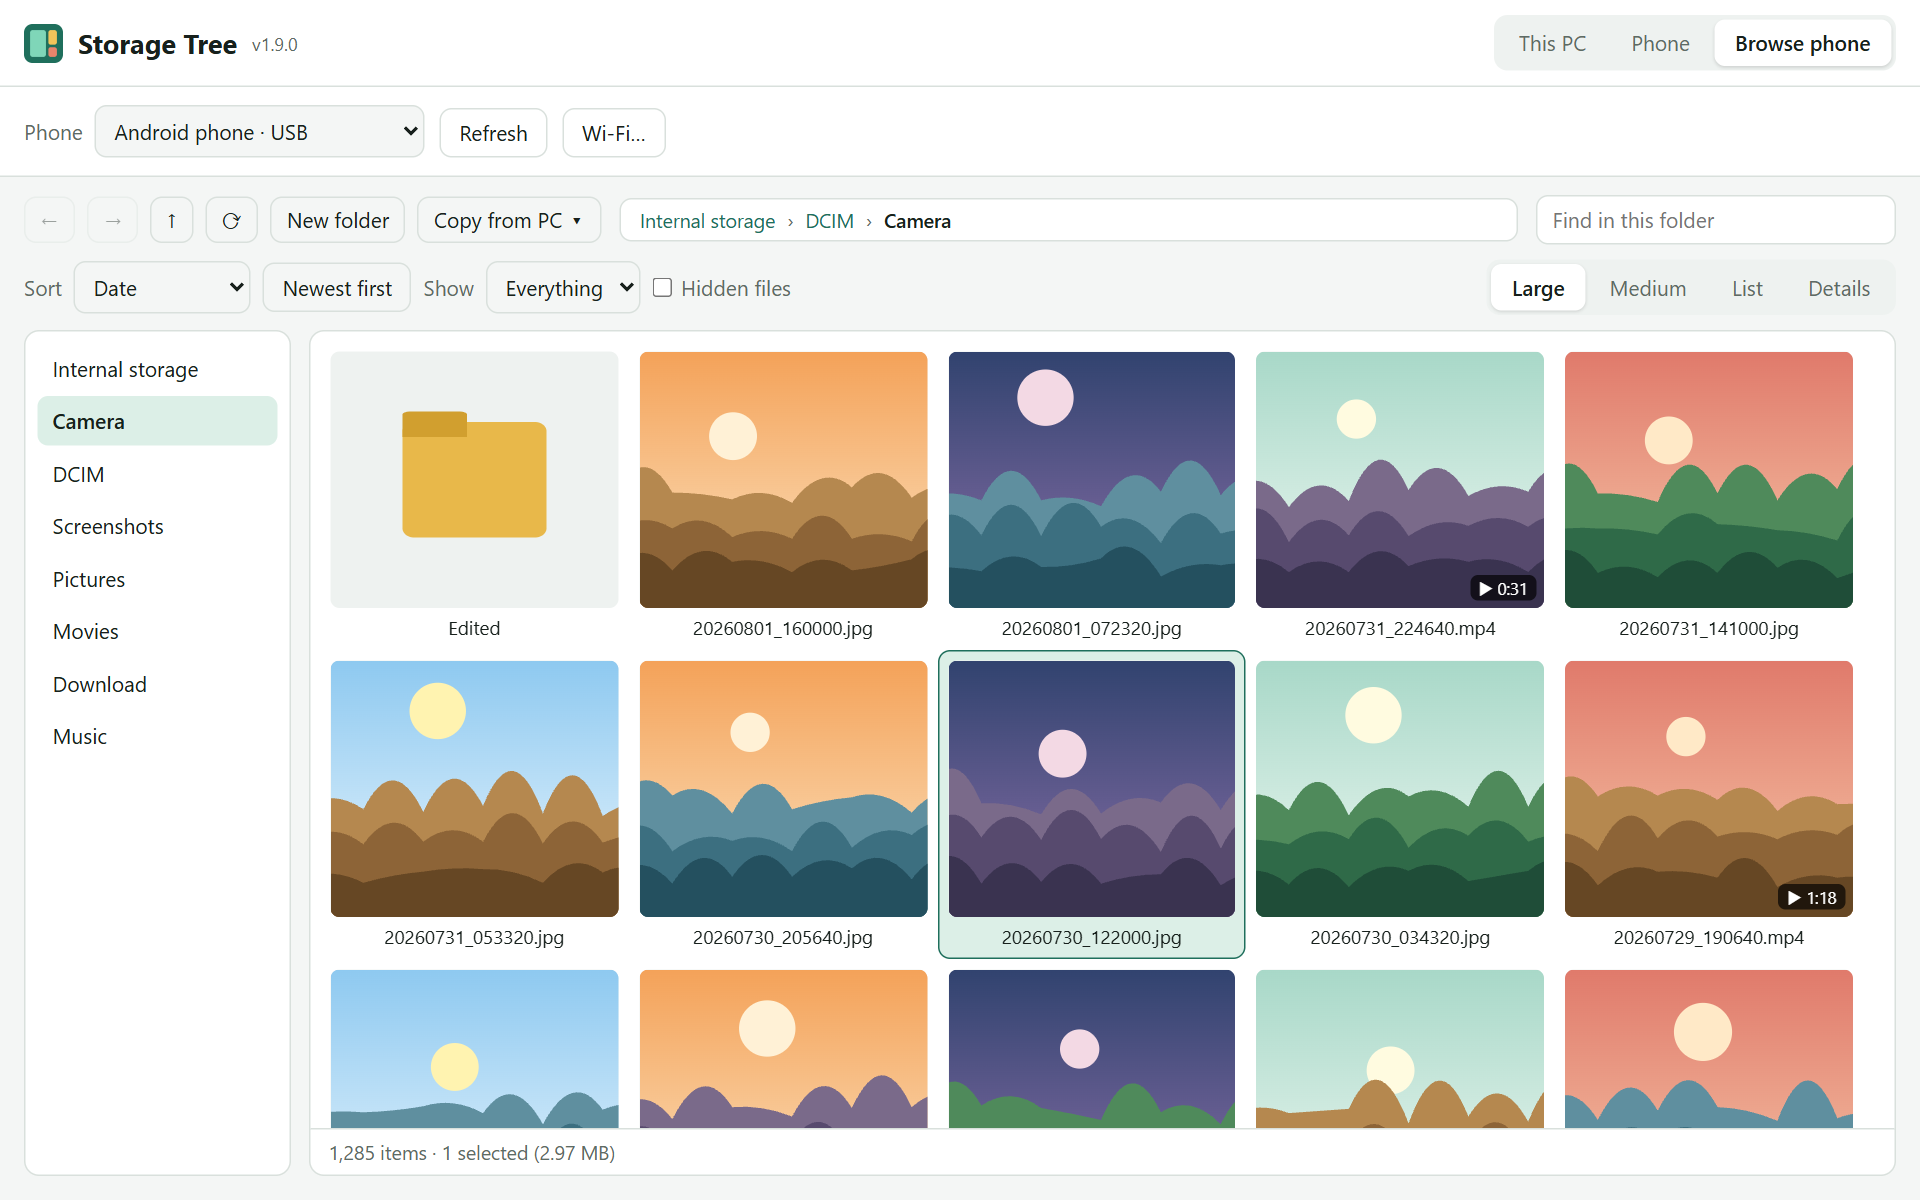 Storage Tree v1.9.0
This PC Phone Browse phone
Phone Android phone · USB Refresh Wi-Fi...
← → ↑ ⟳ New folder Copy from PC ▾ Internal storage › DCIM › Camera Find in this folder
Sort Date Newest first Show Everything Hidden files Large Medium List Details
Internal storage
Camera
DCIM
Screenshots
Pictures
Movies
Download
Music
▶ 0:31
Edited 20260801_160000.jpg 20260801_072320.jpg 20260731_224640.mp4 20260731_141000.jpg
▶ 1:18
20260731_053320.jpg 20260730_205640.jpg 20260730_122000.jpg 20260730_034320.jpg 20260729_190640.mp4
1,285 items · 1 selected (2.97 MB)